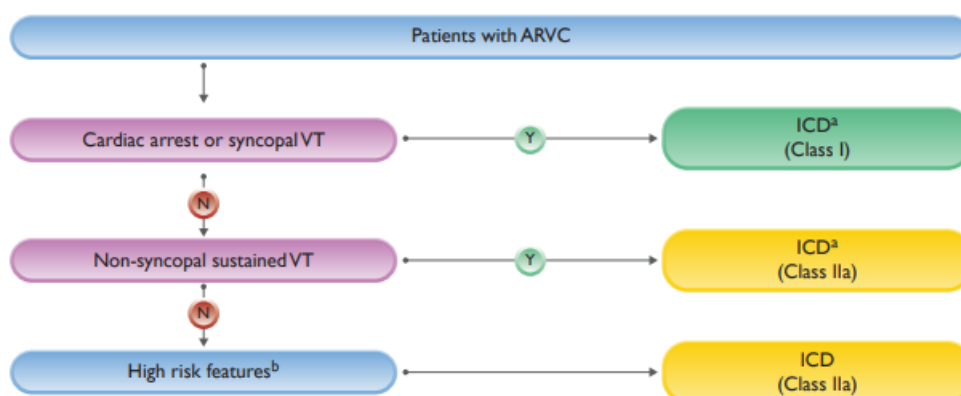 Patients with ARVC
Cardiac arrest or syncopal VT
Y
ICDᵃ
(Class I)
N
Non-syncopal sustained VT
Y
ICDᵃ
(Class IIa)
N
High risk featuresᵇ
ICD
(Class IIa)